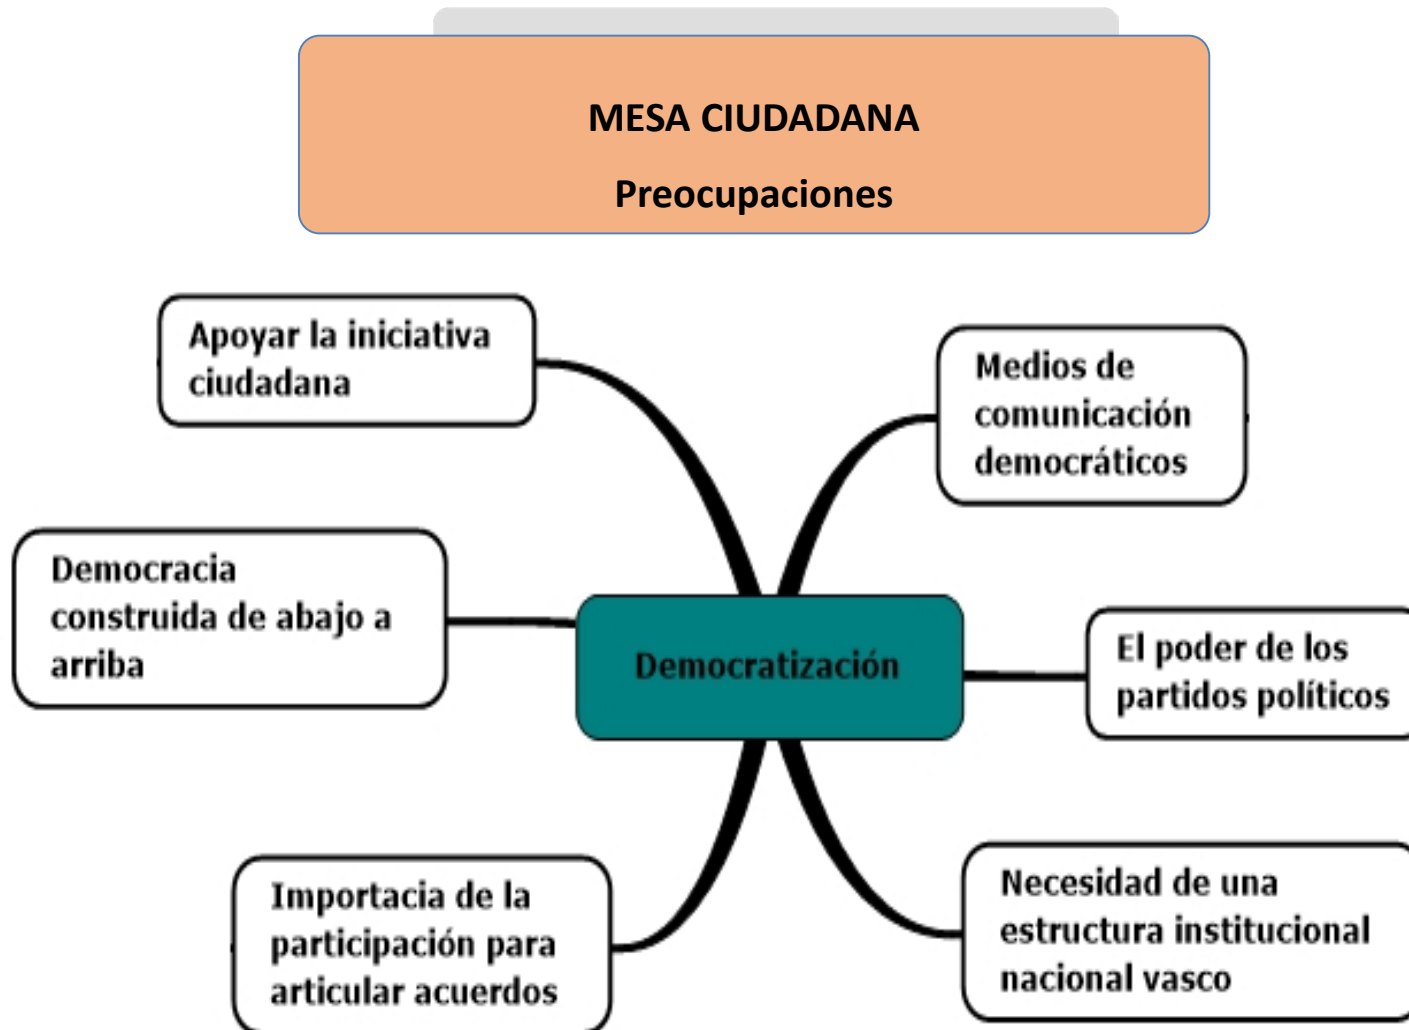 MESA CIUDADANA
Preocupaciones
Apoyar la iniciativa
ciudadana
Medios de
comunicación
democráticos
Democracia
construida de abajo a
arriba
Democratización
El poder de los
partidos políticos
Importacia de la
participación para
articular acuerdos
Necesidad de una
estructura institucional
nacional vasco